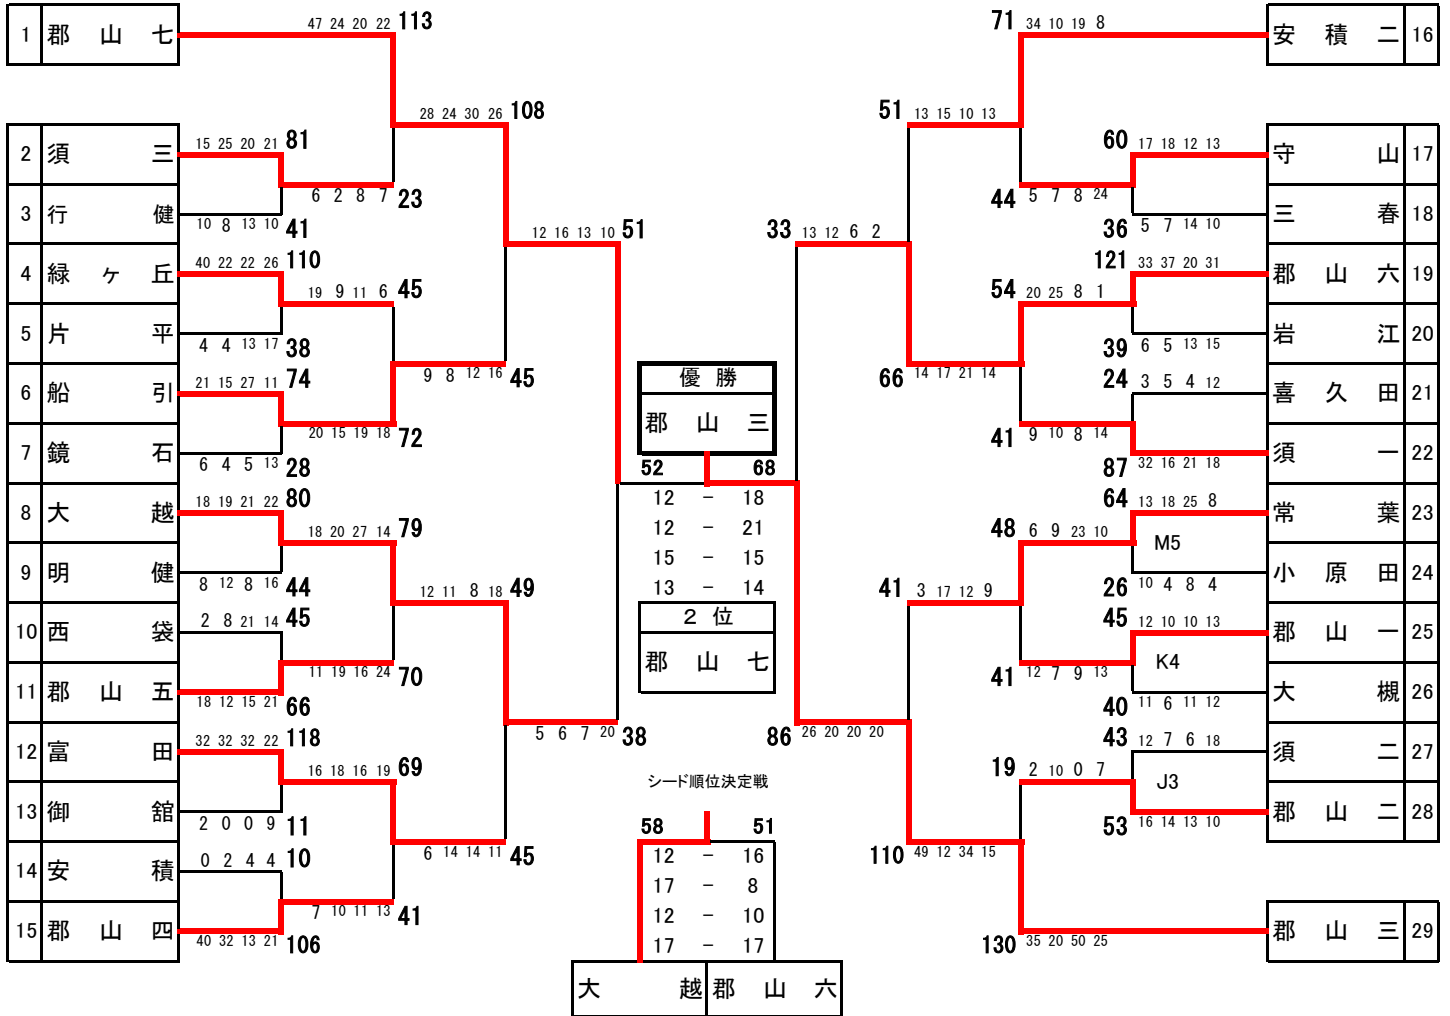 1 郡山七
47 24 20 22 113
28 24 30 26 108
2 須三
15 25 20 21 81
6 2 8 7 23
3 行健
10 8 13 10 41
12 16 13 10 51
4 緑ヶ丘
40 22 22 26 110
19 9 11 6 45
5 片平
4 4 13 17 38
9 8 12 16 45
6 船引
21 15 27 11 74
20 15 19 18 72
7 鏡石
6 4 5 13 28
8 大越
18 19 21 22 80
18 20 27 14 79
9 明健
8 12 8 16 44
12 11 8 18 49
10 西袋
2 8 21 14 45
11 19 16 24 70
11 郡山五
18 12 15 21 66
5 6 7 20 38
12 富田
32 32 32 22 118
16 18 16 19 69
13 御舘
2 0 0 9 11
6 14 14 11 45
14 安積
0 2 4 4 10
7 10 11 13 41
15 郡山四
40 32 13 21 106
優勝
郡山三
52 68
12 - 18
12 - 21
15 - 15
13 - 14
2位
郡山七
シード順位決定戦
58 51
12 - 16
17 - 8
12 - 10
17 - 17
大越 郡山六
71 34 10 19 8
安積二 16
51 13 15 10 13
60 17 18 12 13
守山 17
44 5 7 8 24
36 5 7 14 10
三春 18
33 13 12 6 2
121 33 37 20 31
郡山六 19
54 20 25 8 1
39 6 5 13 15
岩江 20
66 14 17 21 14
24 3 5 4 12
喜久田 21
41 9 10 8 14
87 32 16 21 18
須一 22
64 13 18 25 8
常葉 23
48 6 9 23 10
M5
26 10 4 8 4
小原田 24
41 3 17 12 9
45 12 10 10 13
郡山一 25
41 12 7 9 13
K4
40 11 6 11 12
大槻 26
86 26 20 20 20
43 12 7 6 18
須二 27
19 2 10 0 7
J3
53 16 14 13 10
郡山二 28
110 49 12 34 15
130 35 20 50 25
郡山三 29